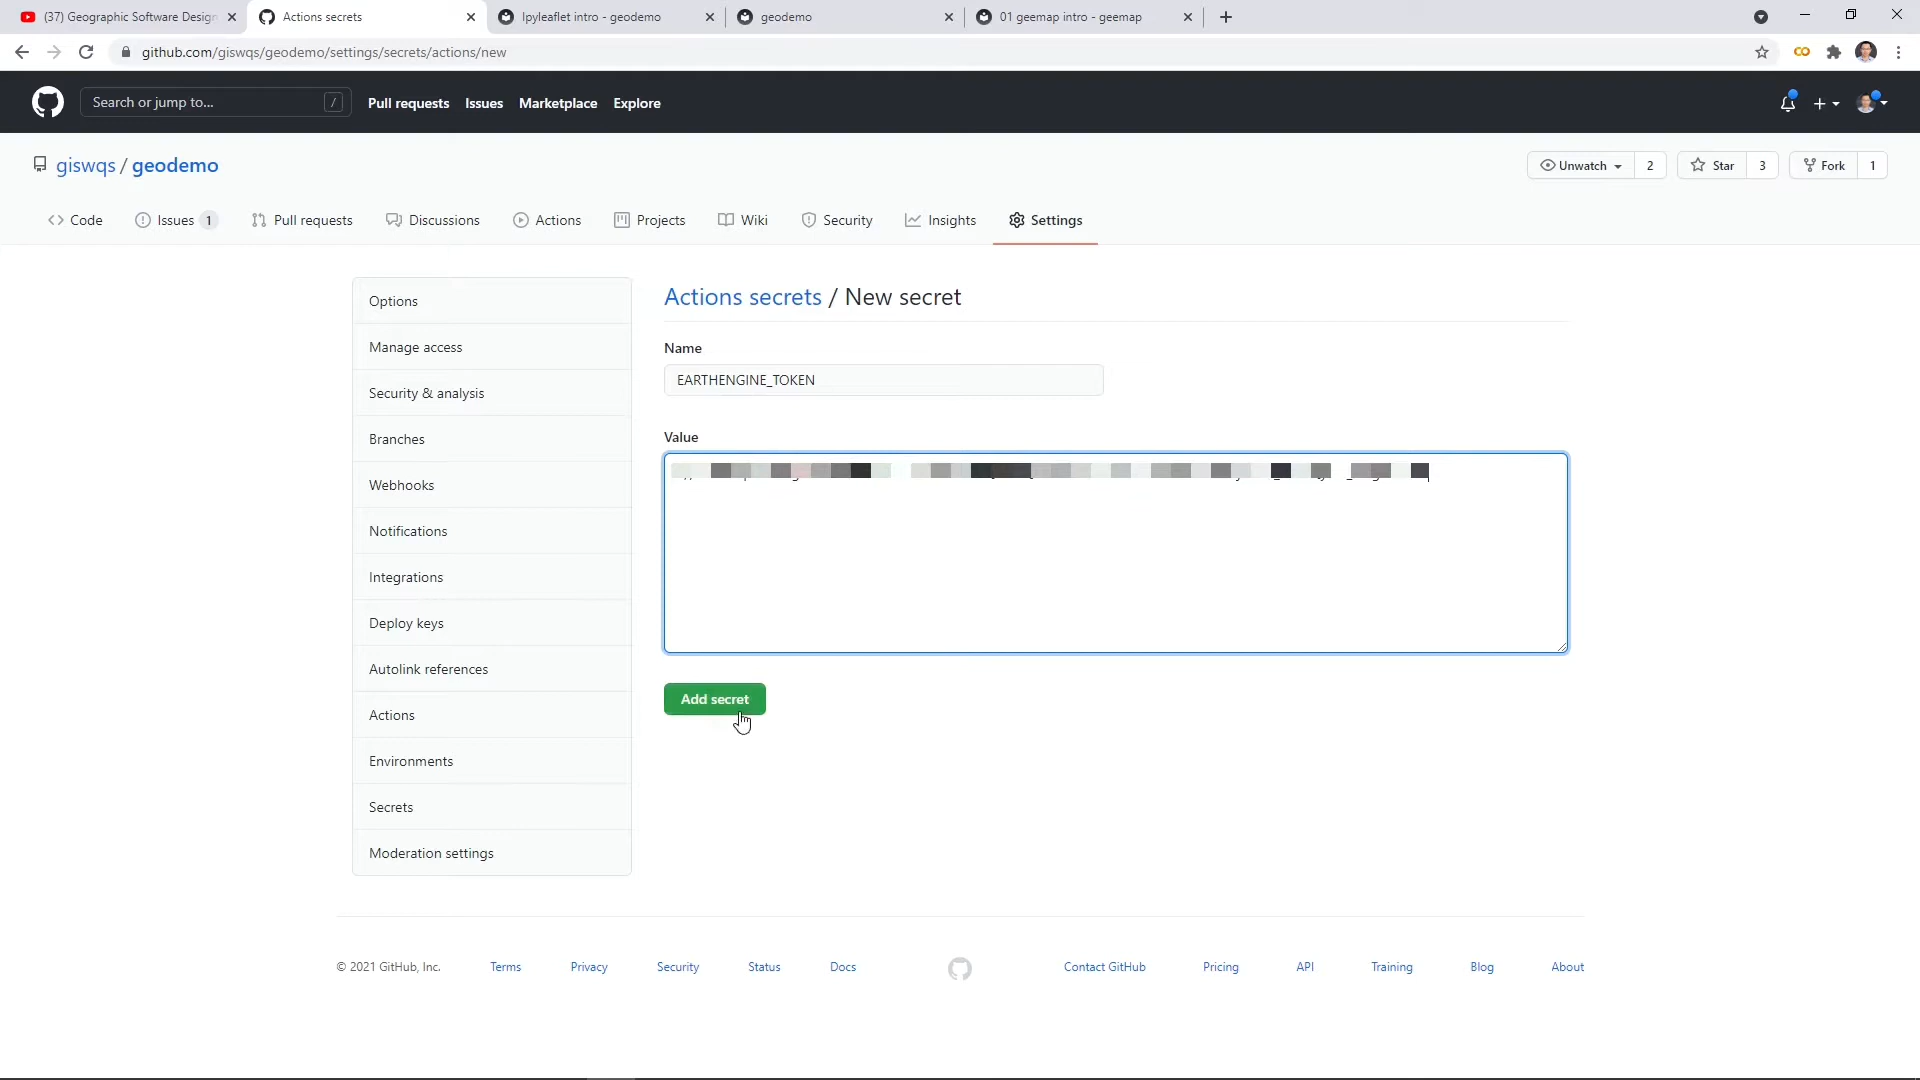 (37) Geographic Software Design
Actions secrets
Ipyleaflet intro - geodemo
geodemo
01 geemap intro - geemap
github.com/giswqs/geodemo/settings/secrets/actions/new
Search or jump to...
/
Pull requests
Issues
Marketplace
Explore
giswqs / geodemo
Unwatch
2
Star
3
Fork
1
Code
Issues 1
Pull requests
Discussions
Actions
Projects
Wiki
Security
Insights
Settings
Options
Manage access
Security & analysis
Branches
Webhooks
Notifications
Integrations
Deploy keys
Autolink references
Actions
Environments
Secrets
Moderation settings
Actions secrets / New secret
Name
EARTHENGINE_TOKEN
Value
Add secret
© 2021 GitHub, Inc.
Terms
Privacy
Security
Status
Docs
Contact GitHub
Pricing
API
Training
Blog
About